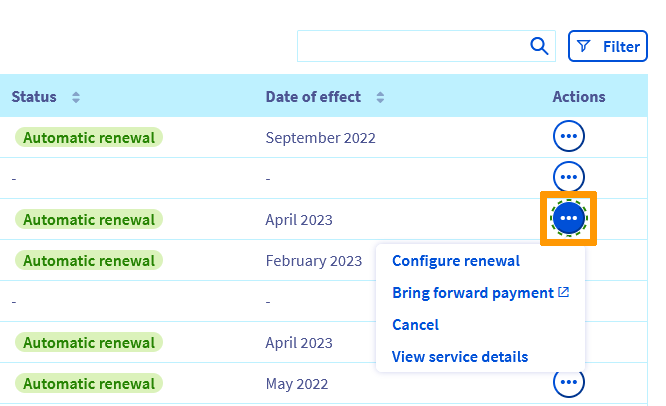 Filter
Status Date of effect Actions
Automatic renewal September 2022
- -
Automatic renewal April 2023
Automatic renewal February 2023
Configure renewal
Bring forward payment
- -
Cancel
Automatic renewal April 2023
View service details
Automatic renewal May 2022